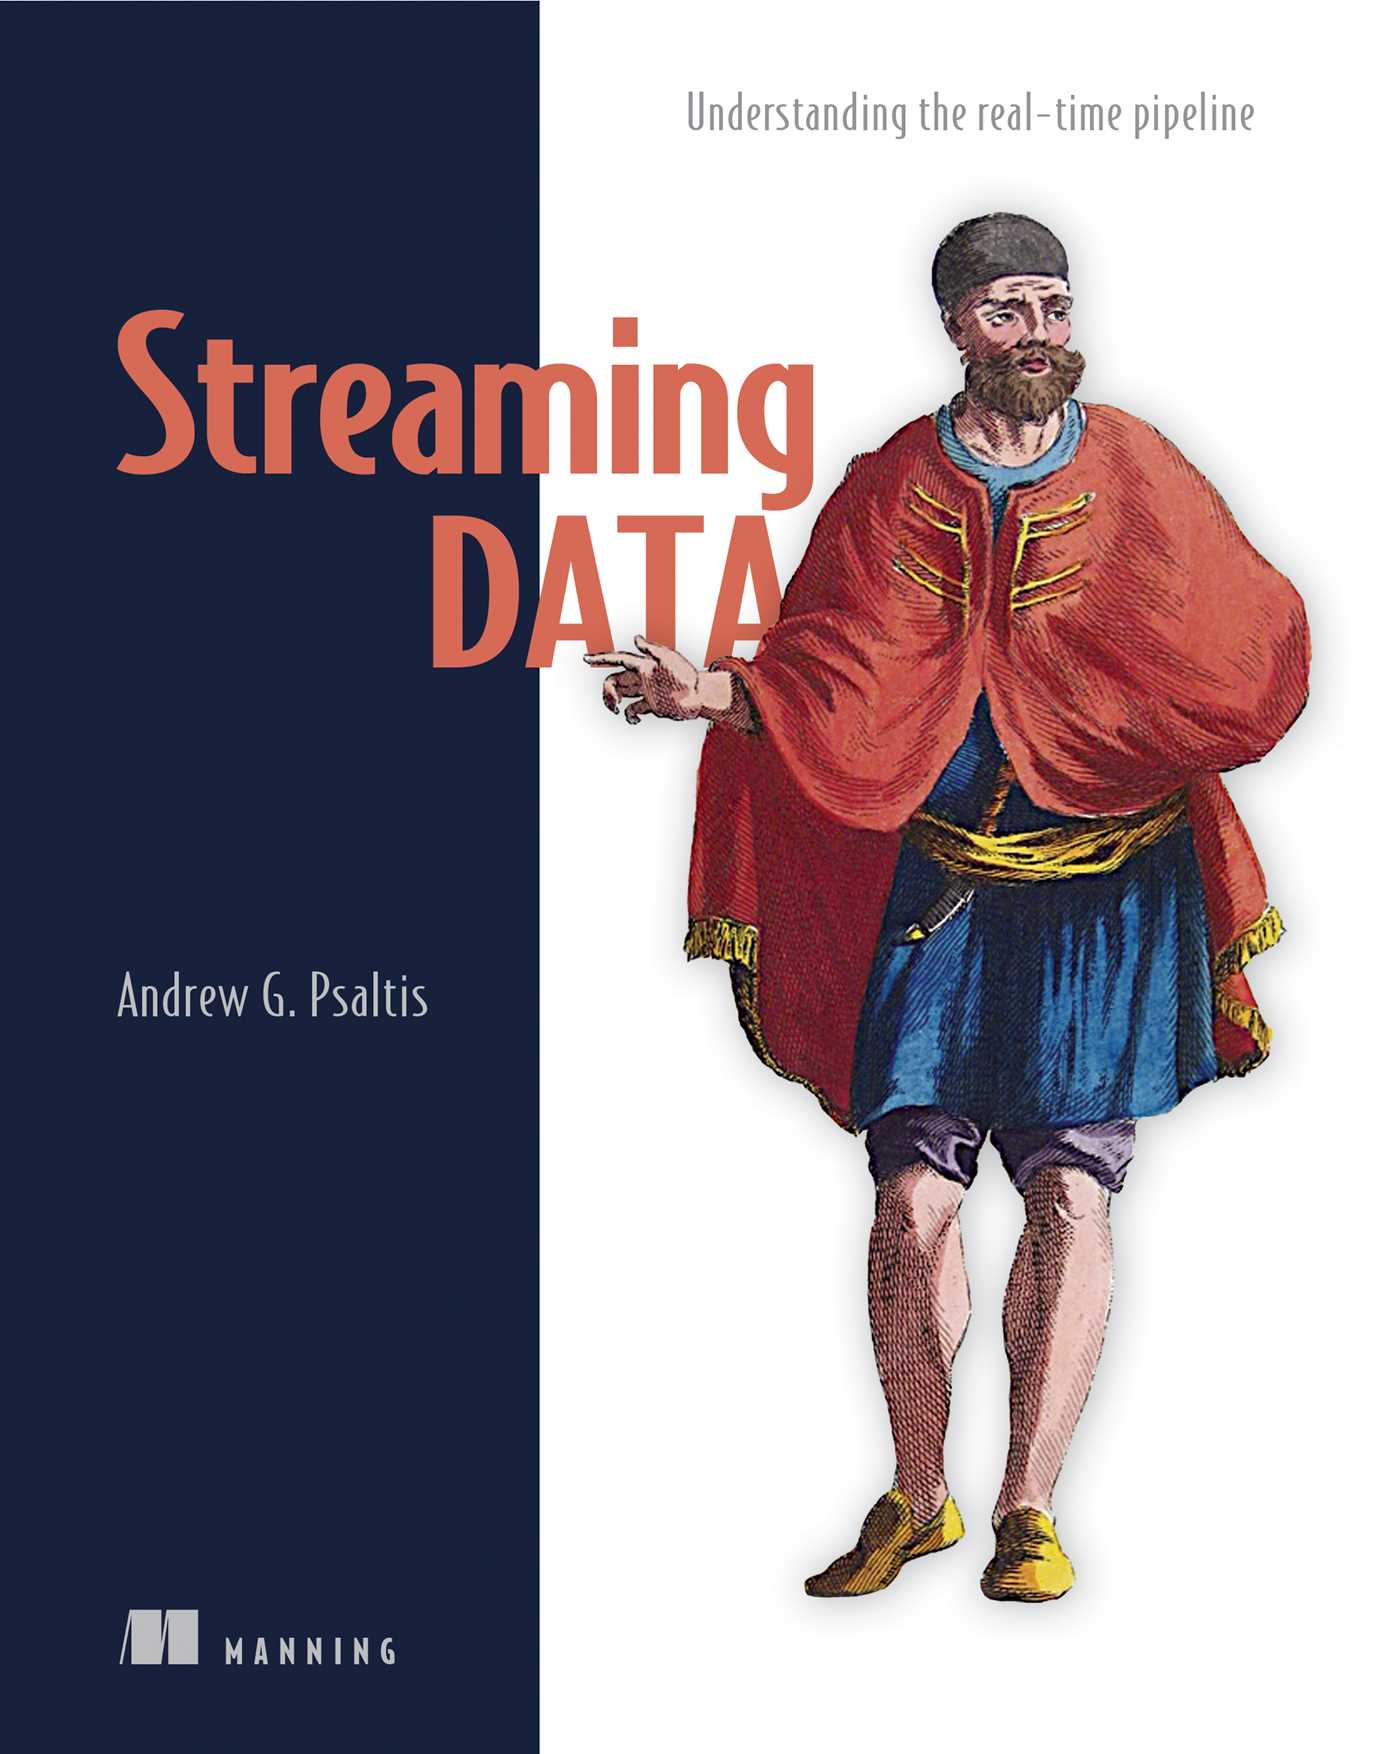 Understanding the real-time pipeline
Streaming
DATA
Andrew G. Psaltis
MANNING